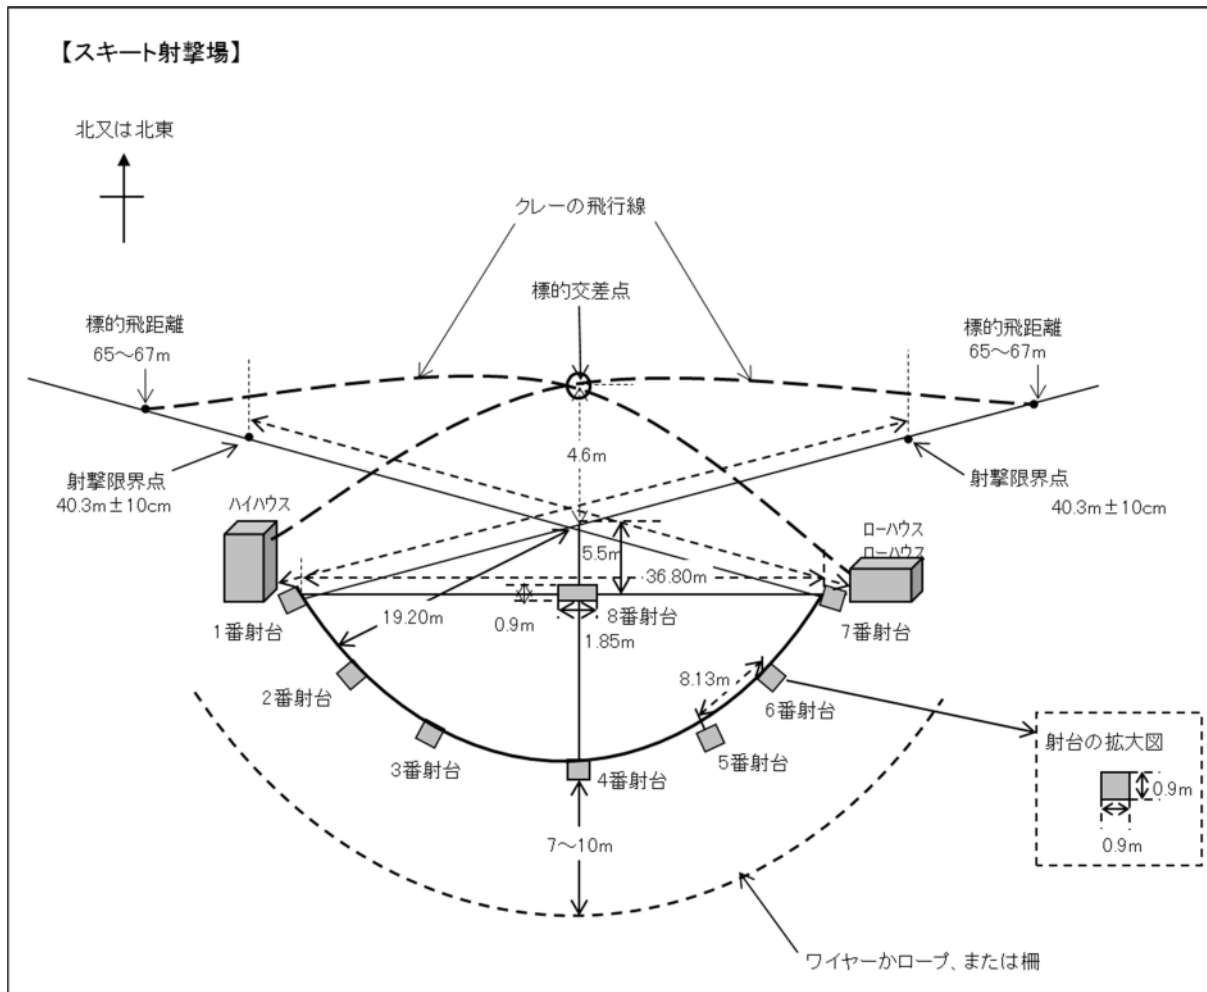 【スキート射撃場】
北又は北東
クレーの飛行線
標的交差点
標的飛距離
65～67m
標的飛距離
65～67m
4.6m
射撃限界点
40.3m±10cm
射撃限界点
40.3m±10cm
ハイハウス
ローハウス
ローハウス
5.5m
36.80m
19.20m
0.9m
8番射台
1.85m
1番射台
7番射台
8.13m
2番射台
6番射台
3番射台
5番射台
4番射台
射台の拡大図
0.9m
0.9m
7～10m
ワイヤーかロープ、または柵